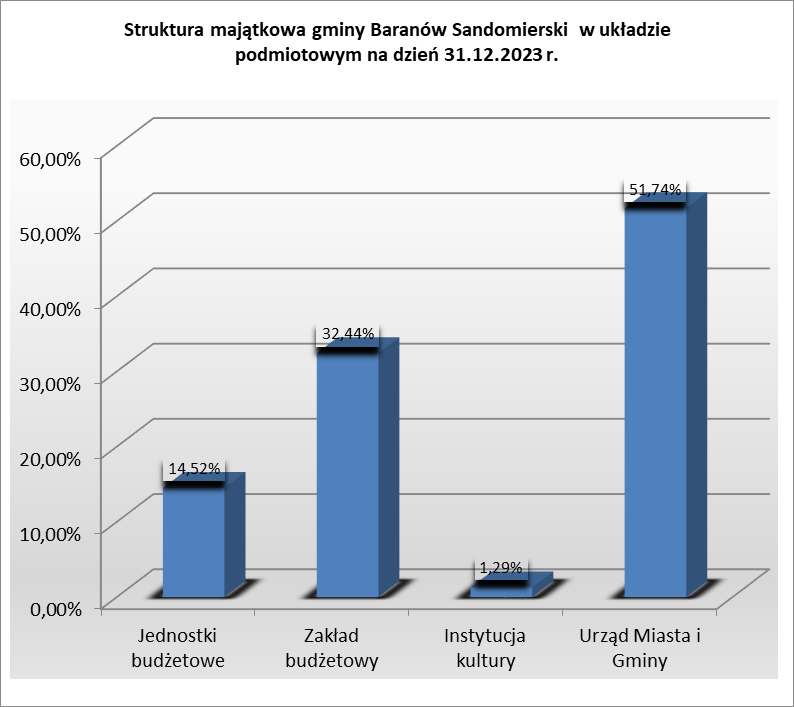 Struktura majątkowa gminy Baranów Sandomierski w układzie
podmiotowym na dzień 31.12.2023 r.
60,00%
50,00%
40,00%
30,00%
20,00%
10,00%
0,00%
14,52%
32,44%
1,29%
51,74%
Jednostki
budżetowe
Zakład
budżetowy
Instytucja
kultury
Urząd Miasta i
Gminy